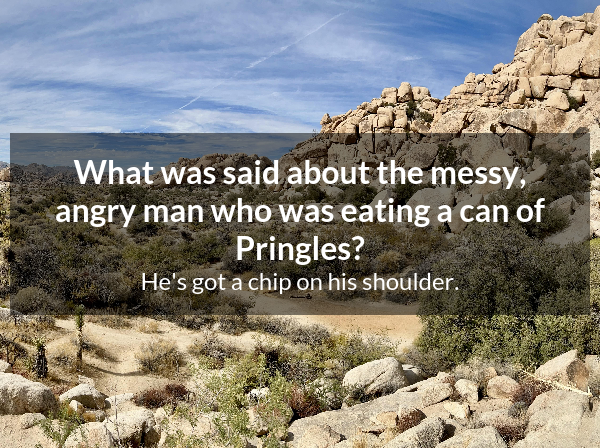 What was said about the messy,
angry man who was eating a can of
Pringles?
He's got a chip on his shoulder.